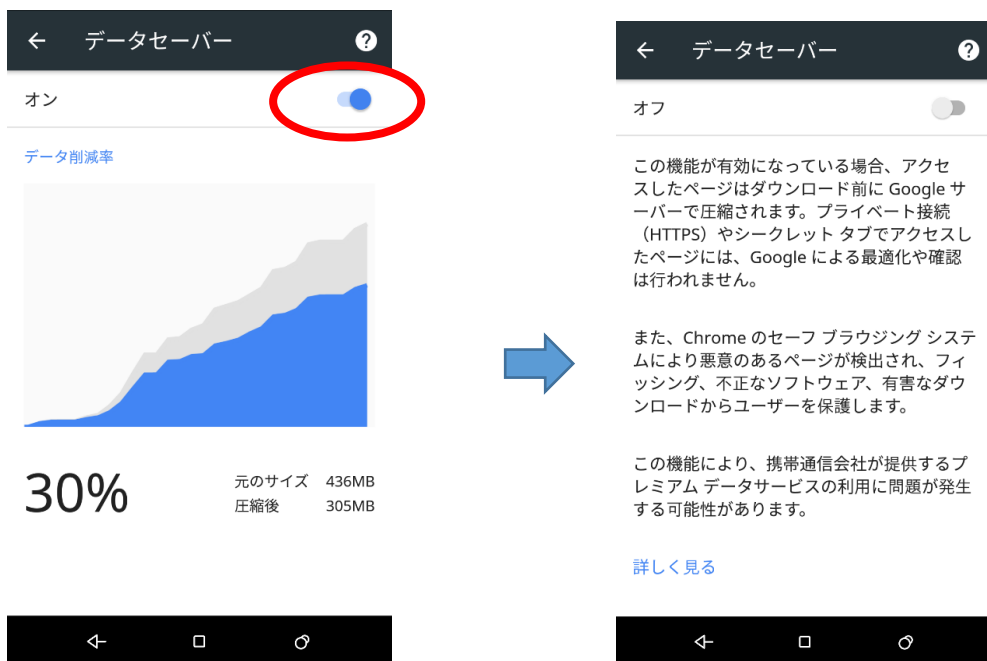 データセーバー
オン
データ削減率
30%
元のサイズ 436MB
圧縮後 305MB
データセーバー
オフ
この機能が有効になっている場合、アクセ
スしたページはダウンロード前に Google サ
ーバーで圧縮されます。プライベート接続
（HTTPS）やシークレット タブでアクセスし
たページには、Google による最適化や確認
は行われません。
また、Chrome のセーフ ブラウジング システ
ムにより悪意のあるページが検出され、フィ
ッシング、不正なソフトウェア、有害なダウ
ンロードからユーザーを保護します。
この機能により、携帯通信会社が提供するプ
レミアム データサービスの利用に問題が発生
する可能性があります。
詳しく見る